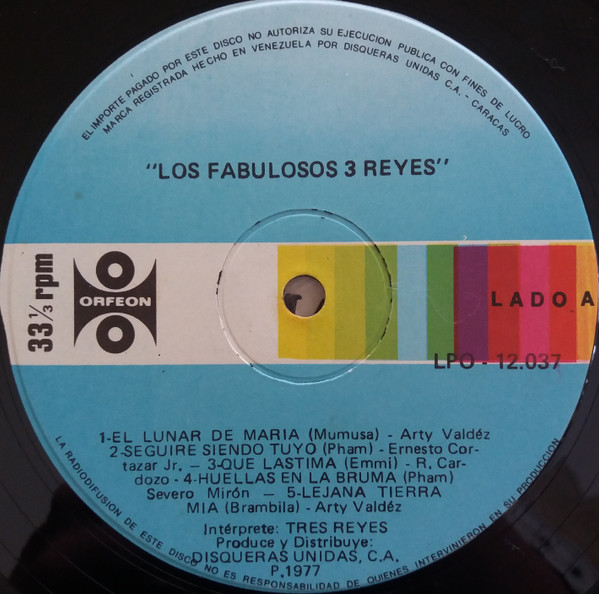 EL IMPORTE PAGADO POR ESTE DISCO NO AUTORIZA SU EJECUCION PUBLICA CON FINES DE LUCRO
MARCA REGISTRADA HECHO EN VENEZUELA POR DISQUERAS UNIDAS C.A. - CARACAS
"LOS FABULOSOS 3 REYES"
33 1/3 rpm
ORFEON
LADO A
LPO - 12.037
1-EL LUNAR DE MARIA (Mumusa) - Arty Valdéz
2-SEGUIRE SIENDO TUYO (Pham) - Ernesto Cor-
tazar Jr. - 3-QUE LASTIMA (Emmi) - R. Car-
dozo - 4-HUELLAS EN LA BRUMA (Pham)
Severo Mirón - 5-LEJANA TIERRA
MIA (Brambila) - Arty Valdéz
Intérprete: TRES REYES
Produce y Distribuye:
DISQUERAS UNIDAS, C.A.
P. 1977
LA RADIODIFUSION DE ESTE DISCO NO ES RESPONSABILIDAD DE QUIENES INTERVINIERON EN SU PRODUCCION